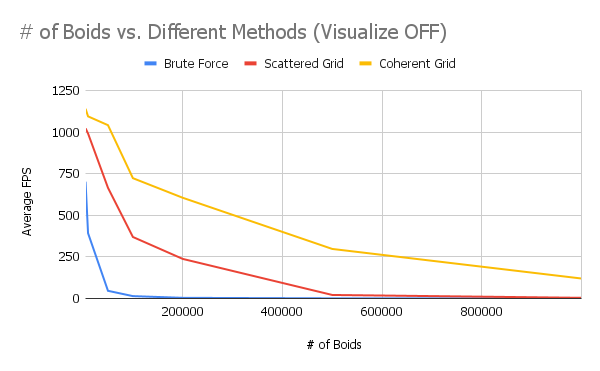 # of Boids vs. Different Methods (Visualize OFF)
Brute Force Scattered Grid Coherent Grid
1250
1000
750
500
250
0
Average FPS
200000 400000 600000 800000
# of Boids